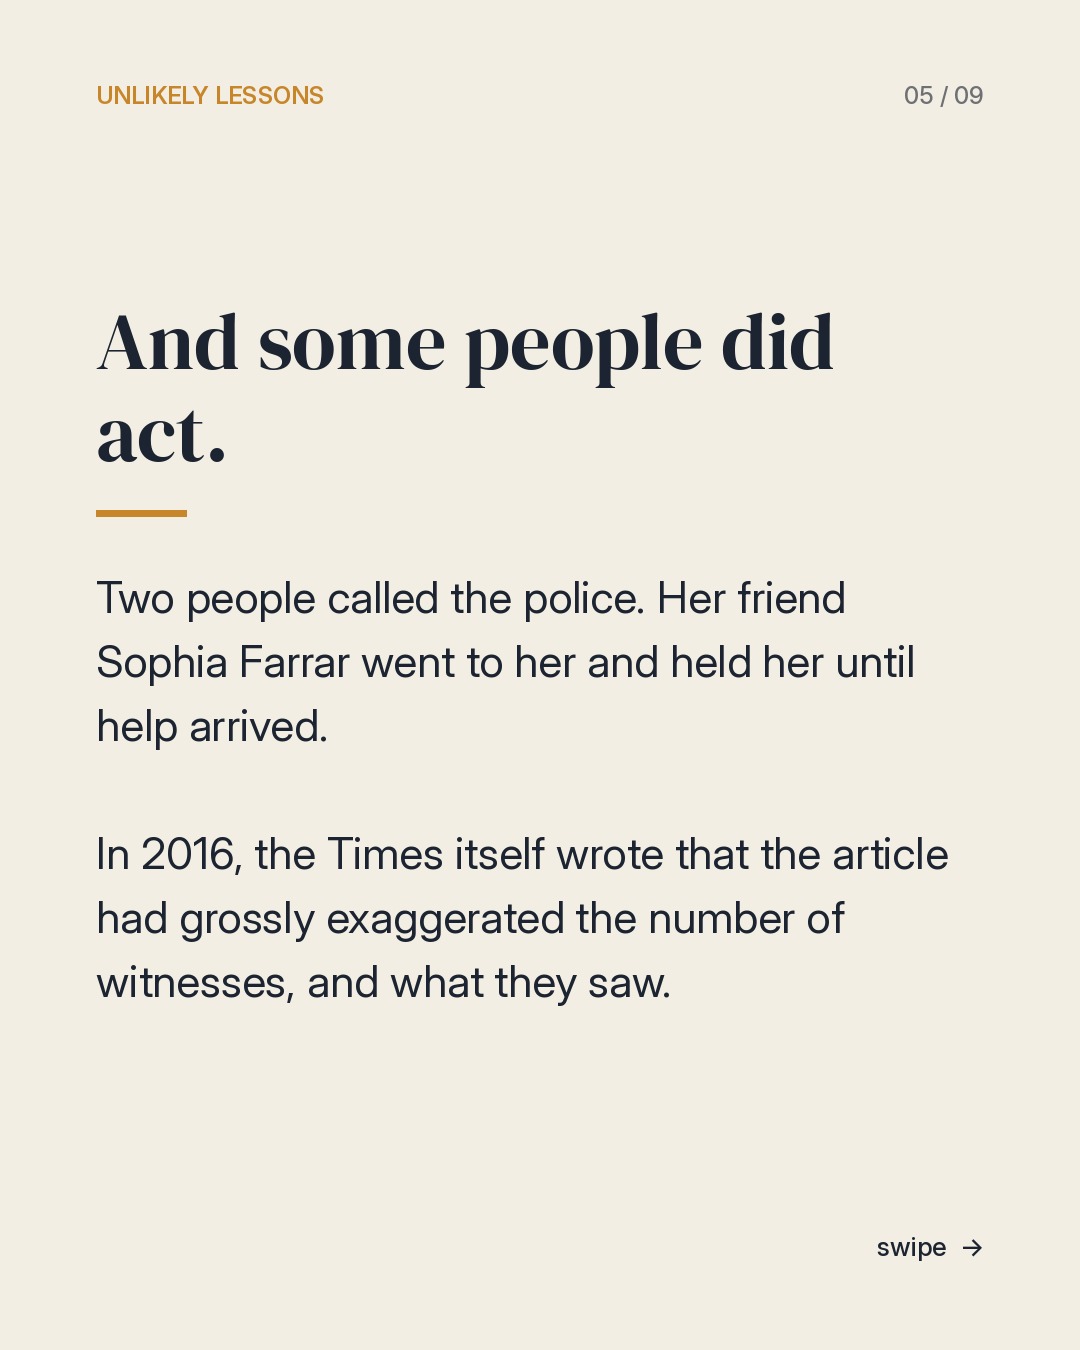 UNLIKELY LESSONS
05 / 09
And some people did
act.
Two people called the police. Her friend
Sophia Farrar went to her and held her until
help arrived.
In 2016, the Times itself wrote that the article
had grossly exaggerated the number of
witnesses, and what they saw.
swipe →